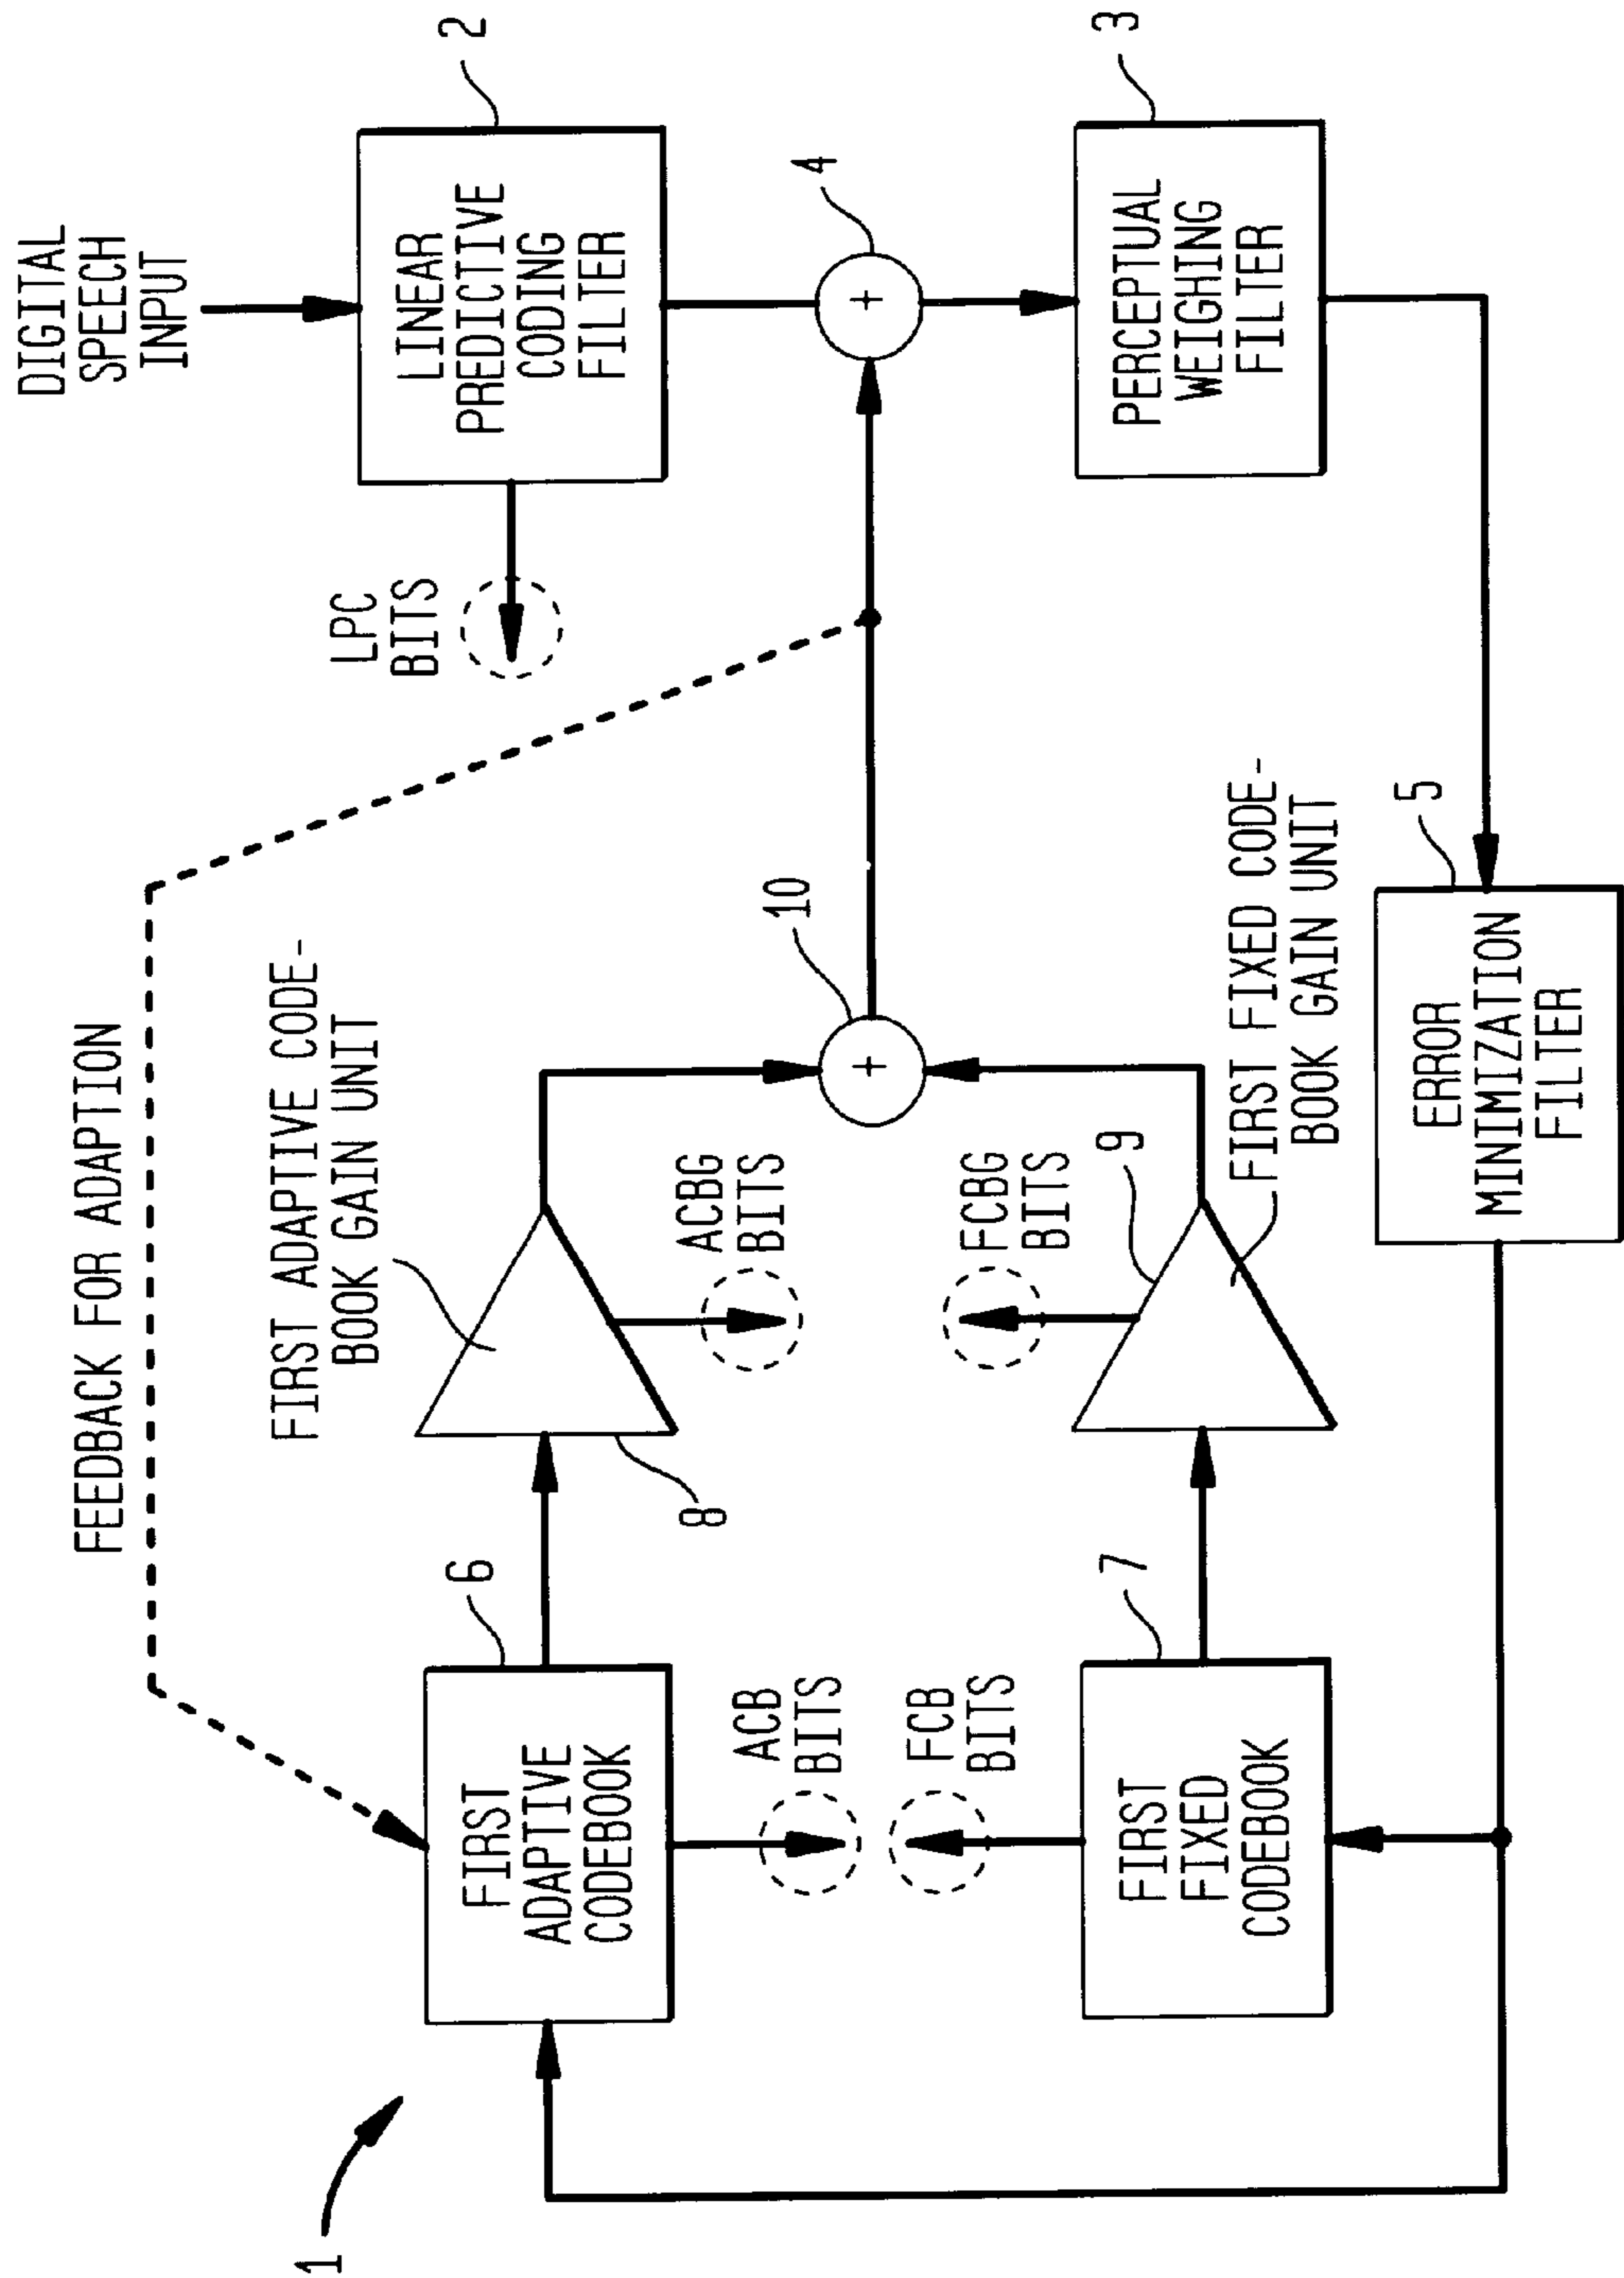 1
FEEDBACK FOR ADAPTION
DIGITAL
SPEECH
INPUT
FIRST ADAPTIVE CODE-
BOOK GAIN UNIT
LPC
BITS
2
LINEAR
PREDICTIVE
CODING
FILTER
6
FIRST
ADAPTIVE
CODEBOOK
8
ACBG
BITS
ACB
BITS
10
+
4
+
FCB
BITS
FCBG
BITS
7
FIRST
FIXED
CODEBOOK
9
FIRST FIXED CODE-
BOOK GAIN UNIT
3
PERCEPTUAL
WEIGHING
FILTER
5
ERROR
MINIMIZATION
FILTER